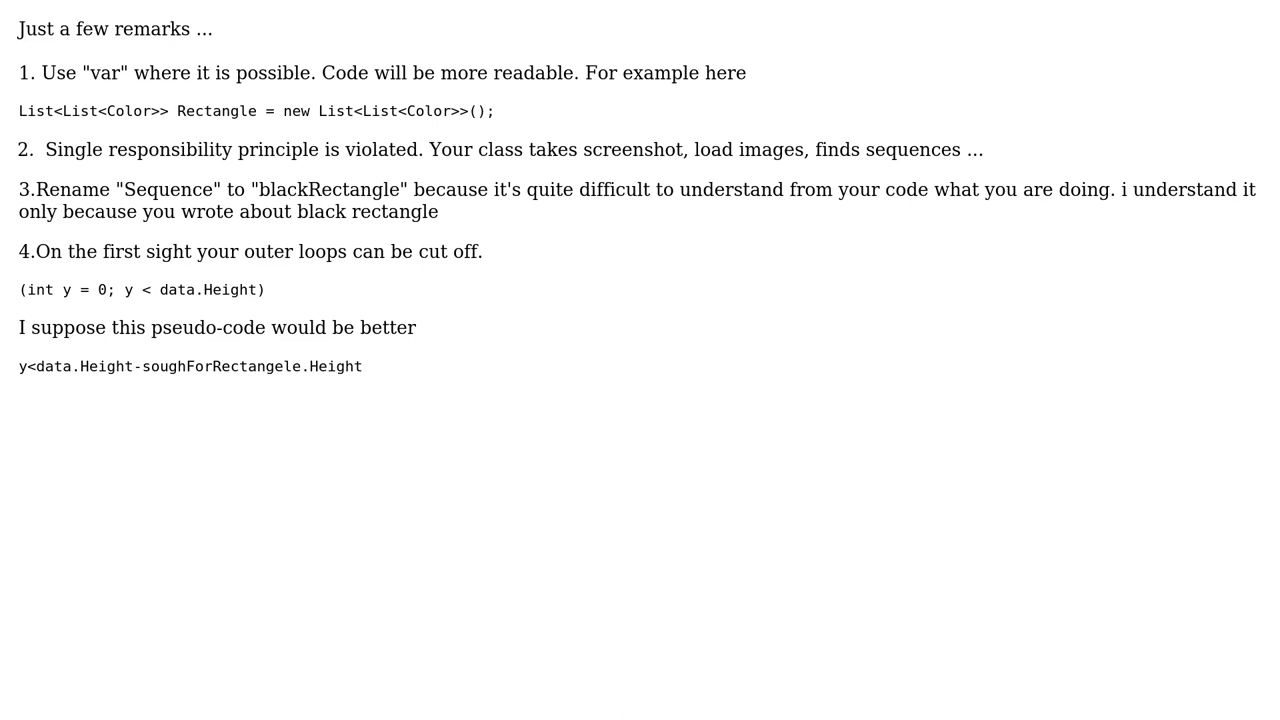 Just a few remarks ...
1. Use "var" where it is possible. Code will be more readable. For example here
List<List<Color>> Rectangle = new List<List<Color>>();
2.  Single responsibility principle is violated. Your class takes screenshot, load images, finds sequences ...
3.Rename "Sequence" to "blackRectangle" because it's quite difficult to understand from your code what you are doing. i understand it
only because you wrote about black rectangle
4.On the first sight your outer loops can be cut off.
(int y = 0; y < data.Height)
I suppose this pseudo-code would be better
y<data.Height-soughForRectangele.Height